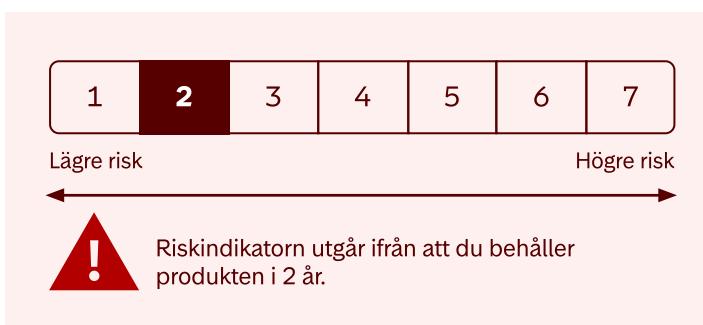 1 2 3 4 5 6 7
Lägre risk Högre risk
!
Riskindikatorn utgår ifrån att du behåller
produkten i 2 år.